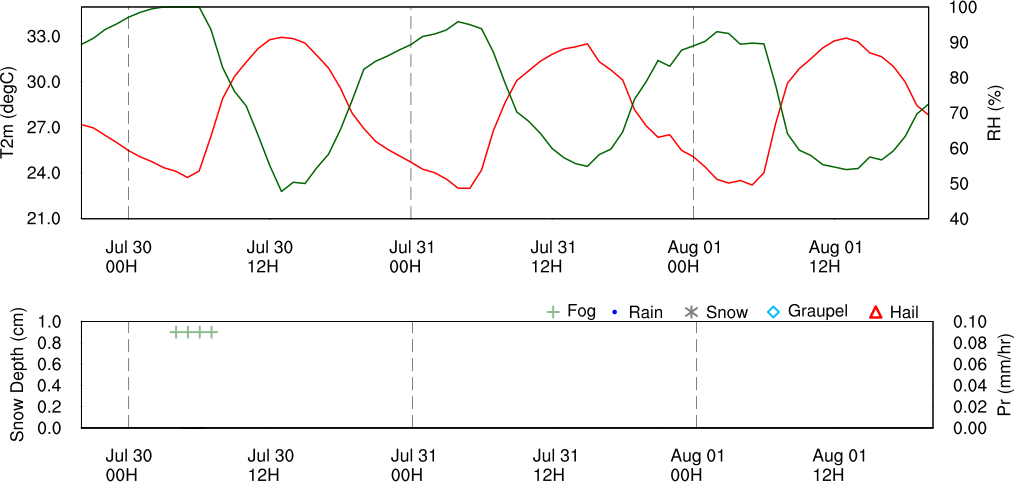 T2m (degC)
33.0
30.0
27.0
24.0
21.0
100
90
80
70
60
50
40
RH (%)
Jul 30 Jul 30 Jul 31 Jul 31 Aug 01 Aug 01
00H 12H 00H 12H 00H 12H
Fog Rain Snow Graupel Hail
Snow Depth (cm)
1.0
0.8
0.6
0.4
0.2
0.0
0.10
0.08
0.06
0.04
0.02
0.00
Pr (mm/hr)
Jul 30 Jul 30 Jul 31 Jul 31 Aug 01 Aug 01
00H 12H 00H 12H 00H 12H